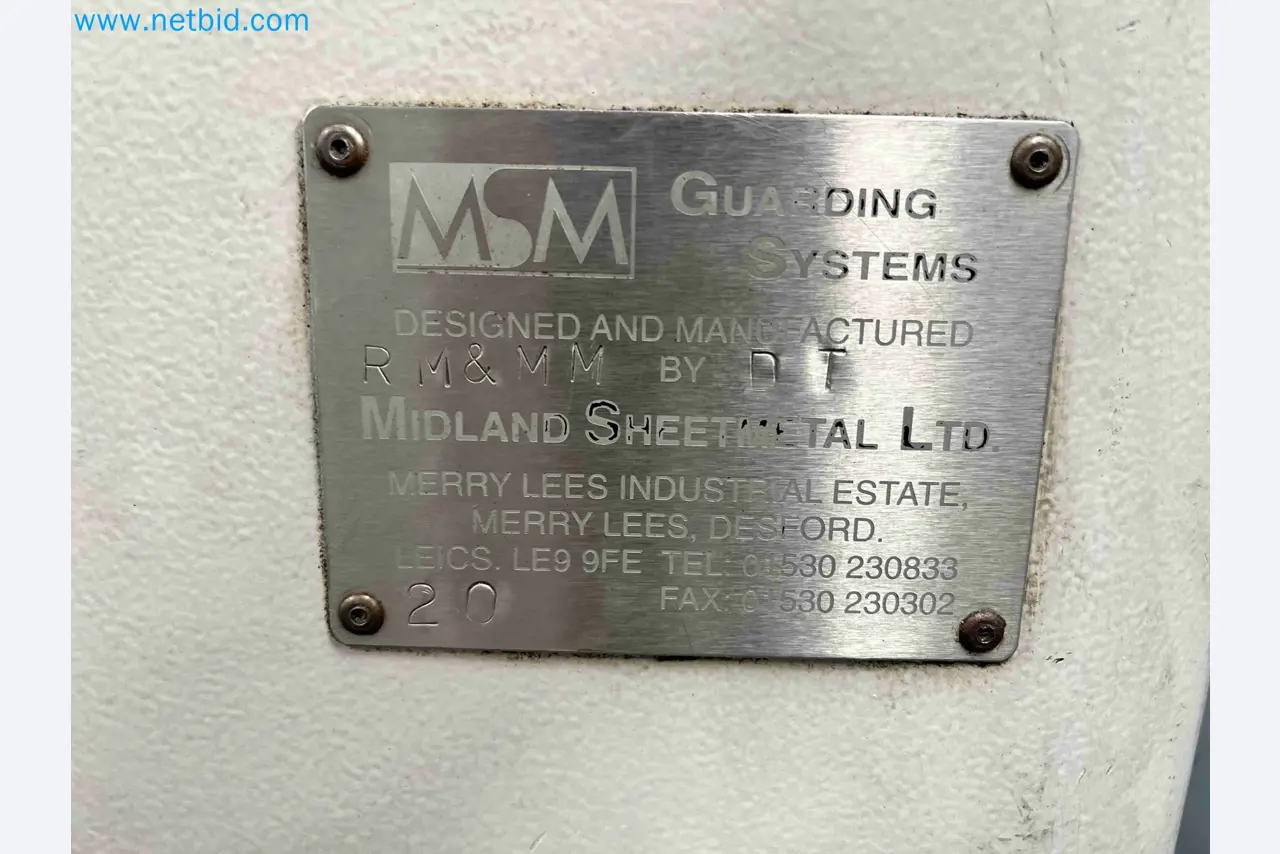 www.netbid.com
MSM GUARDING
SYSTEMS
DESIGNED AND MANUFACTURED
R M & M M BY D T
MIDLAND SHEETMETAL LTD.
MERRY LEES INDUSTRIAL ESTATE,
MERRY LEES, DESFORD.
LEICS. LE9 9FE TEL: 01530 230833
20 FAX: 01530 230302